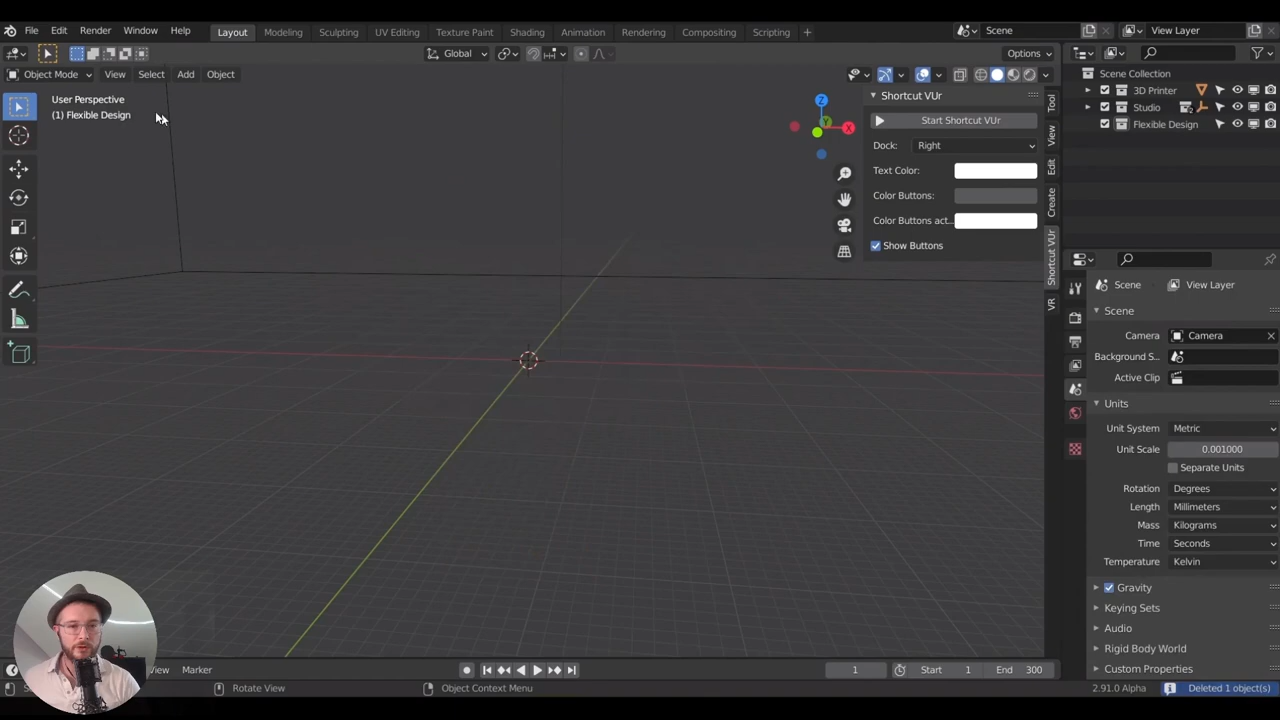 File Edit Render Window Help Layout Modeling Sculpting UV Editing Texture Paint Shading Animation Rendering Compositing Scripting + Scene View Layer
Global Options
Object Mode View Select Add Object
User Perspective
(1) Flexible Design
Z
Y
X
Shortcut VUr
Start Shortcut VUr
Dock: Right
Text Color:
Color Buttons:
Color Buttons act...
Show Buttons
Tool
View
Edit
Create
Shortcut VUr
VR
Scene Collection
3D Printer
Studio 2
Flexible Design
Scene View Layer
Scene
Camera Camera
Background S...
Active Clip
Units
Unit System Metric
Unit Scale 0.001000
Separate Units
Rotation Degrees
Length Millimeters
Mass Kilograms
Time Seconds
Temperature Kelvin
Gravity
Keying Sets
Audio
Rigid Body World
Custom Properties
View Marker 1 Start 1 End 300
Rotate View Object Context Menu 2.91.0 Alpha Deleted 1 object(s)